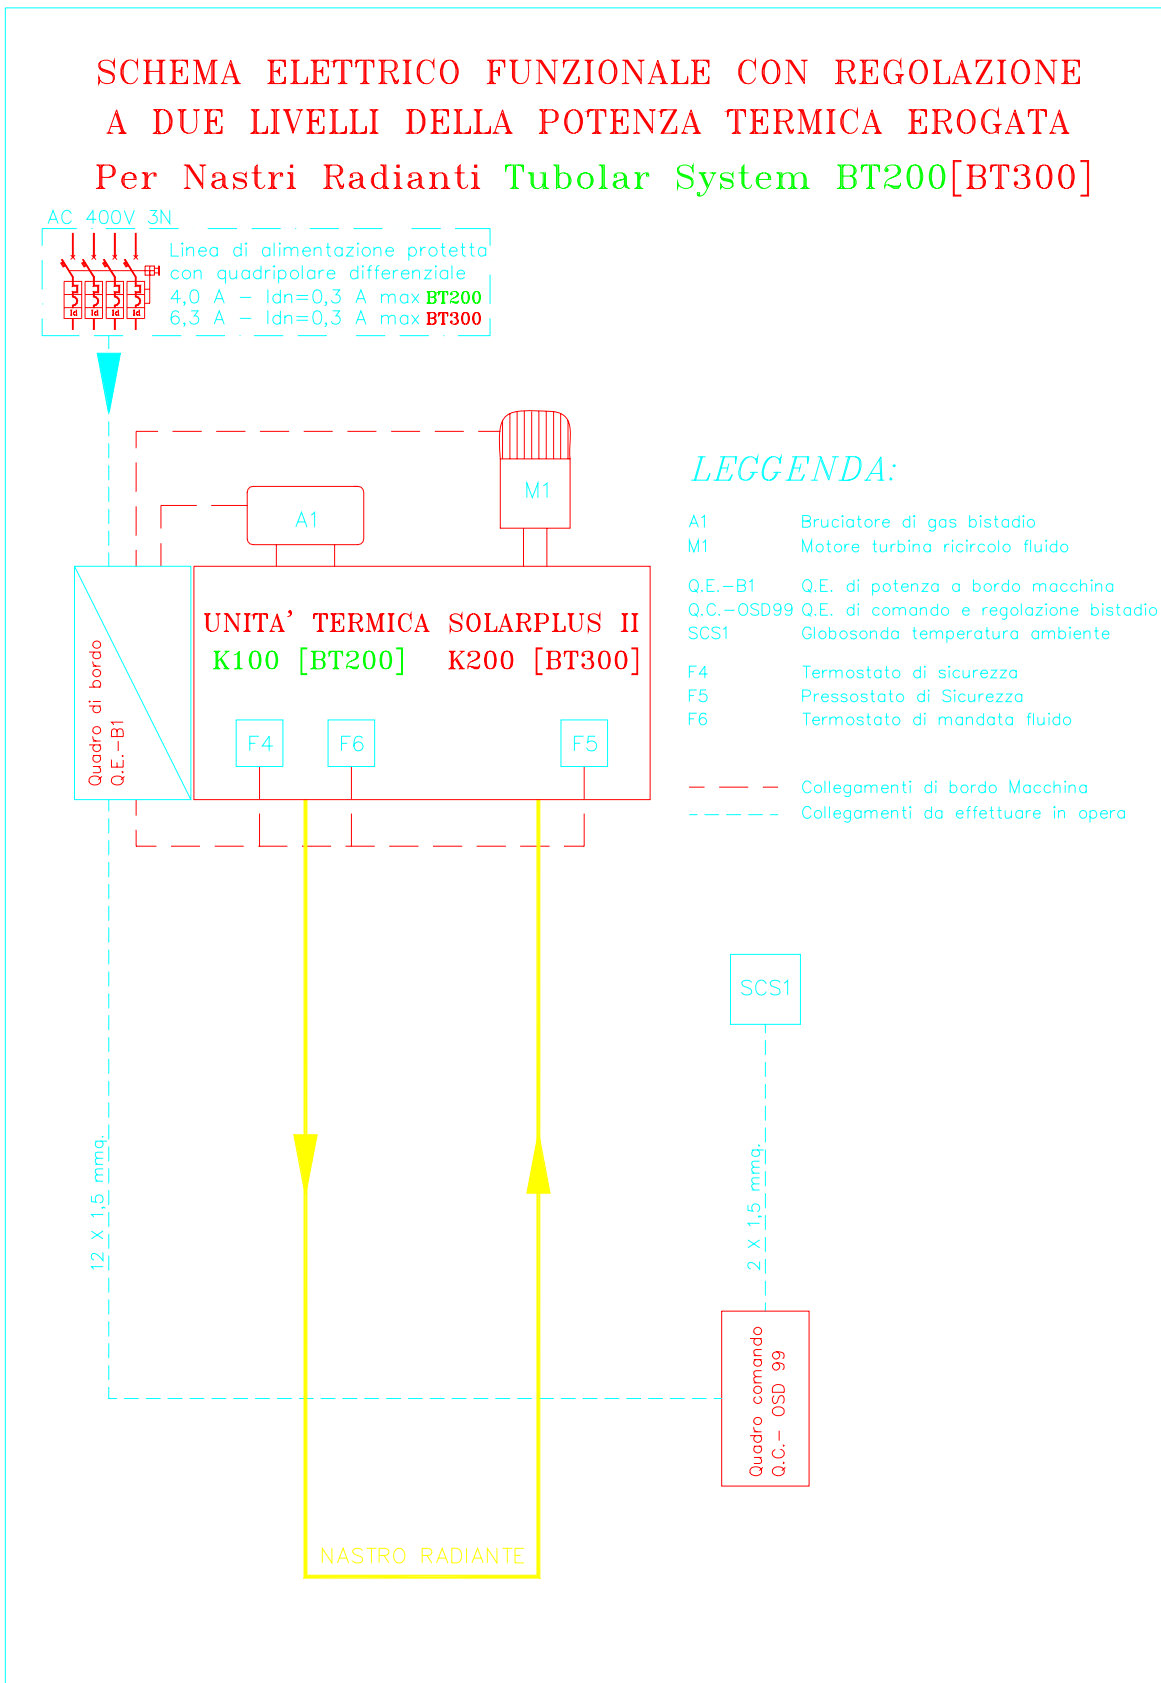 SCHEMA ELETTRICO FUNZIONALE CON REGOLAZIONE
A DUE LIVELLI DELLA POTENZA TERMICA EROGATA
Per Nastri Radianti Tubolar System BT200[BT300]
AC 400V 3N
Linea di alimentazione protetta
con quadripolare differenziale
4,0 A - Idn=0,3 A max BT200
6,3 A - Idn=0,3 A max BT300
Id Id Id Id
M1
A1
LEGGENDA:
A1 Bruciatore di gas bistadio
M1 Motore turbina ricircolo fluido
Q.E.-B1 Q.E. di potenza a bordo macchina
Q.C.-OSD99 Q.E. di comando e regolazione bistadio
SCS1 Globosonda temperatura ambiente
F4 Termostato di sicurezza
F5 Pressostato di Sicurezza
F6 Termostato di mandata fluido
Collegamenti di bordo Macchina
Collegamenti da effettuare in opera
Quadro di bordo
Q.E.-B1
UNITA' TERMICA SOLARPLUS II
K100 [BT200] K200 [BT300]
F4 F6 F5
SCS1
12 X 1,5 mmq.
2 X 1,5 mmq.
Quadro comando
Q.C.- OSD 99
NASTRO RADIANTE